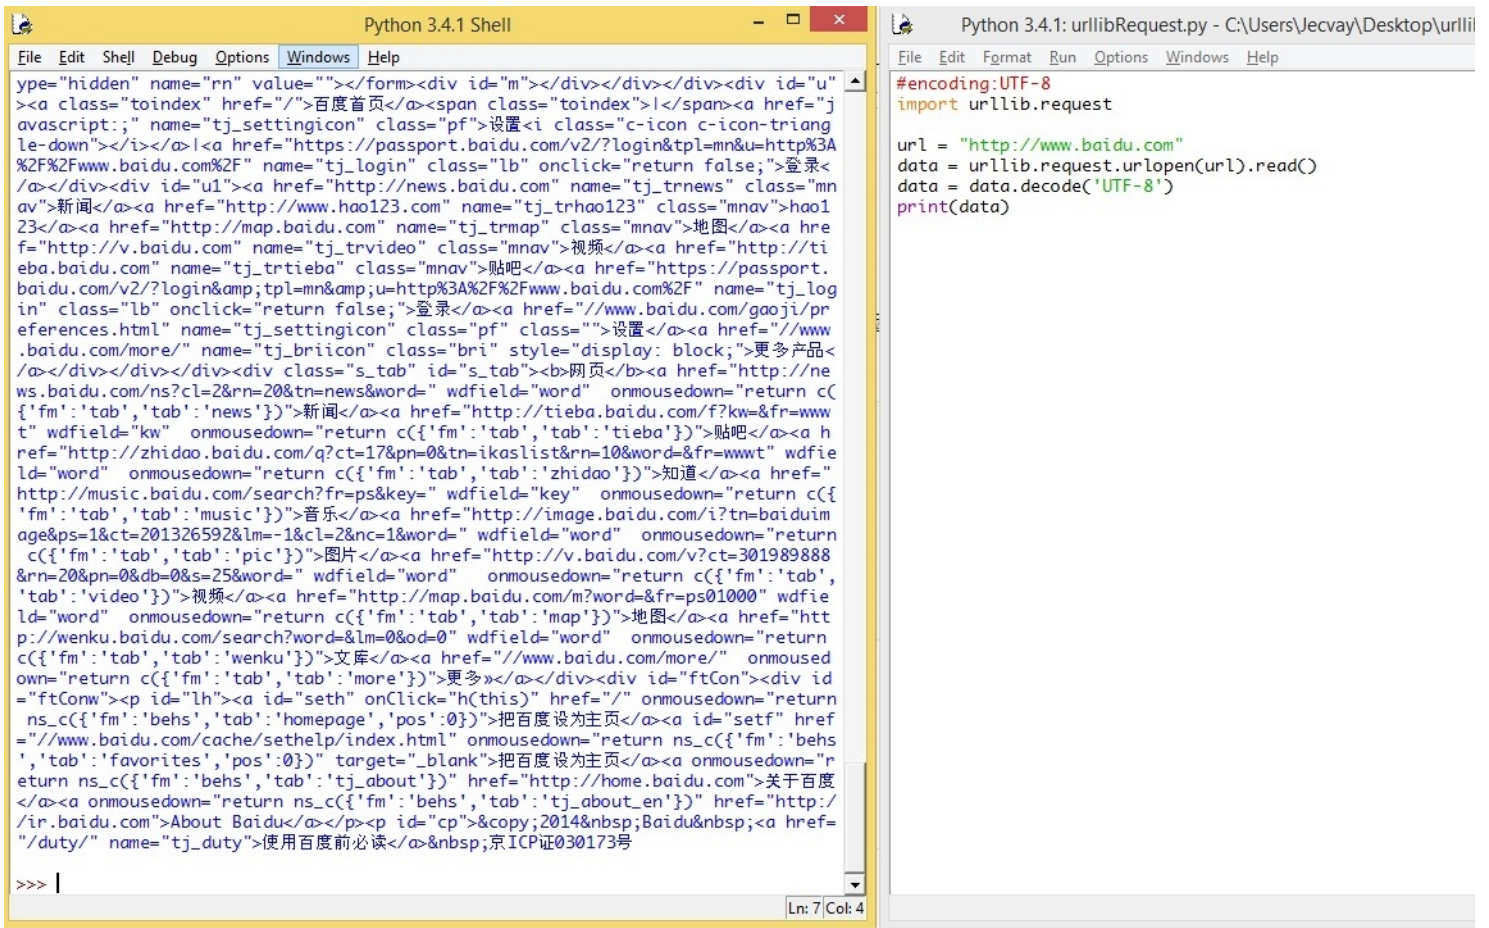 Python 3.4.1 Shell
File Edit Shell Debug Options Windows Help
ype="hidden" name="rn" value=""></form><div id="m"></div></div></div><div id="u"
><a class="toindex" href="/">百度首页</a><span class="toindex">|</span><a href="j
avascript:;" name="tj_settingicon" class="pf">设置<i class="c-icon c-icon-triang
le-down"></i></a>|<a href="https://passport.baidu.com/v2/?login&tpl=mn&u=http%3A
%2F%2Fwww.baidu.com%2F" name="tj_login" class="lb" onclick="return false;">登录<
/a></div><div id="u1"><a href="http://news.baidu.com" name="tj_trnews" class="mn
av">新闻</a><a href="http://www.hao123.com" name="tj_trhao123" class="mnav">hao1
23</a><a href="http://map.baidu.com" name="tj_trmap" class="mnav">地图</a><a hre
f="http://v.baidu.com" name="tj_trvideo" class="mnav">视频</a><a href="http://ti
eba.baidu.com" name="tj_trtieba" class="mnav">贴吧</a><a href="https://passport.
baidu.com/v2/?login&amp;tpl=mn&amp;u=http%3A%2F%2Fwww.baidu.com%2F" name="tj_log
in" class="lb" onclick="return false;">登录</a><a href="//www.baidu.com/gaoji/pr
eferences.html" name="tj_settingicon" class="pf" class="">设置</a><a href="//www
.baidu.com/more/" name="tj_briicon" class="bri" style="display: block;">更多产品<
/a></div></div></div><div class="s_tab" id="s_tab"><b>网页</b><a href="http://ne
ws.baidu.com/ns?cl=2&rn=20&tn=news&word=" wdfield="word"  onmousedown="return c(
{'fm':'tab','tab':'news'})">新闻</a><a href="http://tieba.baidu.com/f?kw=&fr=www
t" wdfield="kw"  onmousedown="return c({'fm':'tab','tab':'tieba'})">贴吧</a><a h
ref="http://zhidao.baidu.com/q?ct=17&pn=0&tn=ikaslist&rn=10&word=&fr=wwwt" wdfie
ld="word"  onmousedown="return c({'fm':'tab','tab':'zhidao'})">知道</a><a href="
http://music.baidu.com/search?fr=ps&key=" wdfield="key"  onmousedown="return c({
'fm':'tab','tab':'music'})">音乐</a><a href="http://image.baidu.com/i?tn=baiduim
age&ps=1&ct=201326592&lm=-1&cl=2&nc=1&word=" wdfield="word"  onmousedown="return
 c({'fm':'tab','tab':'pic'})">图片</a><a href="http://v.baidu.com/v?ct=301989888
&rn=20&pn=0&db=0&s=25&word=" wdfield="word"   onmousedown="return c({'fm':'tab',
'tab':'video'})">视频</a><a href="http://map.baidu.com/m?word=&fr=ps01000" wdfie
ld="word"  onmousedown="return c({'fm':'tab','tab':'map'})">地图</a><a href="htt
p://wenku.baidu.com/search?word=&lm=0&od=0" wdfield="word"  onmousedown="return 
c({'fm':'tab','tab':'wenku'})">文库</a><a href="//www.baidu.com/more/"  onmoused
own="return c({'fm':'tab','tab':'more'})">更多»</a></div><div id="ftCon"><div id
="ftConw"><p id="lh"><a id="seth" onClick="h(this)" href="/" onmousedown="return
 ns_c({'fm':'behs','tab':'homepage','pos':0})">把百度设为主页</a><a id="setf" href
="//www.baidu.com/cache/sethelp/index.html" onmousedown="return ns_c({'fm':'behs
','tab':'favorites','pos':0})" target="_blank">把百度设为主页</a><a onmousedown="r
eturn ns_c({'fm':'behs','tab':'tj_about'})" href="http://home.baidu.com">关于百度
</a><a onmousedown="return ns_c({'fm':'behs','tab':'tj_about_en'})" href="http:/
/ir.baidu.com">About Baidu</a></p><p id="cp">&copy;2014&nbsp;Baidu&nbsp;<a href=
"/duty/" name="tj_duty">使用百度前必读</a>&nbsp;京ICP证030173号
>>>
Ln: 7 Col: 4
Python 3.4.1: urllibRequest.py - C:\Users\Jecvay\Desktop\urlli
File Edit Format Run Options Windows Help
#encoding:UTF-8
import urllib.request
url = "http://www.baidu.com"
data = urllib.request.urlopen(url).read()
data = data.decode('UTF-8')
print(data)